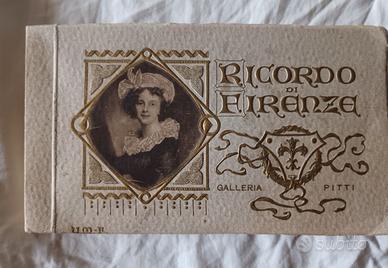 RICORDO
DI
FIRENZE
GALLERIA PITTI
Subito